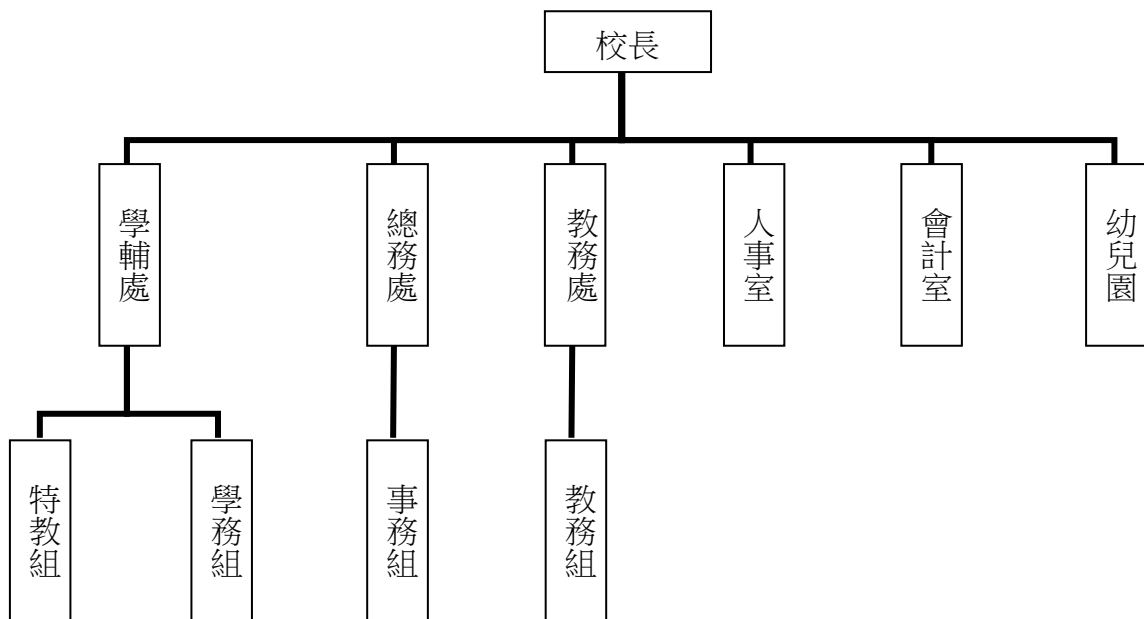 校長
學輔處
總務處
教務處
人事室
會計室
幼兒園
特教組
學務組
事務組
教務組